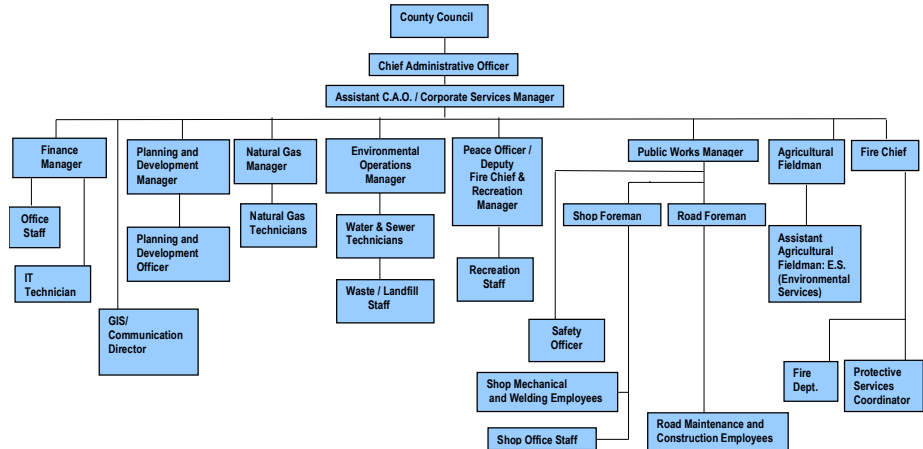 County Council
Chief Administrative Officer
Assistant C.A.O. / Corporate Services Manager
Finance
Manager
Planning and
Development
Manager
Natural Gas
Manager
Environmental
Operations
Manager
Peace Officer /
Deputy
Fire Chief &
Recreation
Manager
Public Works Manager
Agricultural
Fieldman
Fire Chief
Office
Staff
IT
Technician
GIS/
Communication
Director
Planning and
Development
Officer
Natural Gas
Technicians
Water & Sewer
Technicians
Waste / Landfill
Staff
Recreation
Staff
Shop Foreman
Road Foreman
Safety
Officer
Shop Mechanical
and Welding Employees
Shop Office Staff
Road Maintenance and
Construction Employees
Assistant
Agricultural
Fieldman: E.S.
(Environmental
Services)
Fire
Dept.
Protective
Services
Coordinator